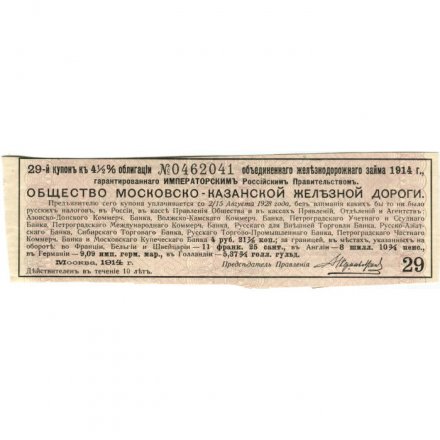 29-й купонъ къ 4½% облигаціи №0462041 объединеннаго желѣзнодорожнаго займа 1914 г.,
гарантированнаго ИМПЕРАТОРСКИМЪ Россійскимъ Правительствомъ.
ОБЩЕСТВО МОСКОВСКО-КАЗАНСКОЙ ЖЕЛѢЗНОЙ ДОРОГИ.
Предъявителю сего купона уплачивается со 2/15 Августа 1928 года, безъ взиманія какихъ бы то ни было
русскихъ налоговъ, въ Россіи, въ кассѣ Правленія Общества и въ кассахъ Правленій, Отдѣленій и Агентствъ
Азовско-Донского Коммерч. Банка, Волжско-Камскаго Коммерч. Банка, Петроградскаго Учетнаго и Ссуднаго
Банка, Петроградскаго Международнаго Коммерч. Банка, Русскаго для Внѣшней Торговли Банка, Русско-Азіат-
скаго Банка, Сибирскаго Торговаго Банка, Русскаго Торгово-Промышленнаго Банка, Петроградскаго Частнаго
Коммерч. Банка и Московскаго Купеческаго Банка 4 руб. 21¾ коп.; за границей, въ мѣстахъ, указанныхъ на
оборотѣ: во Франціи, Бельгіи и Швейцаріи— 11 франк. 25 сант., въ Англіи— 8 шилл. 10¾ пенс.,
въ Германіи— 9,09 имп. герм. мар., въ Голландіи— 5,37¾ голл. гульд.
Москва, 1914 г. Предсѣдатель Правленія
Дѣйствителенъ въ теченіе 10 лѣтъ. 29